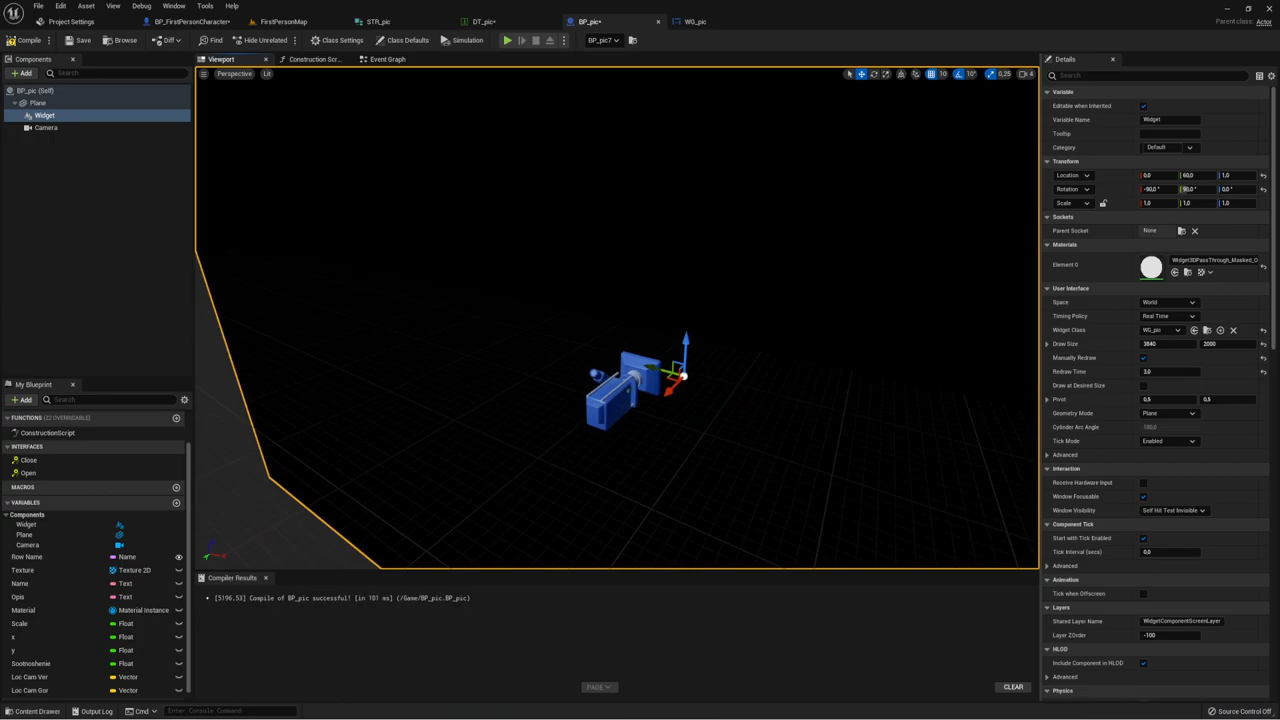 File Edit Asset View Debug Window Tools Help
Parent class: Actor
Project Settings BP_FirstPersonCharacter* FirstPersonMap STR_pic DT_pic* BP_pic* WG_pic
Compile Save Browse Diff Find Hide Unrelated Class Settings Class Defaults Simulation BP_pic7
Components
Add Search
BP_pic (Self)
Plane
Widget
Camera
My Blueprint
Add Search
FUNCTIONS (22 OVERRIDABLE)
ConstructionScript
INTERFACES
Close
Open
MACROS
VARIABLES
Components
Widget
Plane
Camera
Row Name Name
Texture Texture 2D
Name Text
Opis Text
Material Material Instance
Scale Float
x Float
y Float
Sootnoshenie Float
Loc Cam Ver Vector
Loc Cam Gor Vector
Viewport Construction Scr... Event Graph
Perspective Lit 10 10° 0,25 4
Compiler Results
[5196,53] Compile of BP_pic successful! [in 101 ms] (/Game/BP_pic.BP_pic)
PAGE
CLEAR
Details
Search
Variable
Editable when Inherited
Variable Name Widget
Tooltip
Category Default
Transform
Location 0,0 60,0 1,0
Rotation -90,0 ° 90,0 ° 0,0 °
Scale 1,0 1,0 1,0
Sockets
Parent Socket None
Materials
Element 0 Widget3DPassThrough_Masked_O
User Interface
Space World
Timing Policy Real Time
Widget Class WG_pic
Draw Size 3840 2000
Manually Redraw
Redraw Time 3,0
Draw at Desired Size
Pivot 0,5 0,5
Geometry Mode Plane
Cylinder Arc Angle 180,0
Tick Mode Enabled
Advanced
Interaction
Receive Hardware Input
Window Focusable
Window Visibility Self Hit Test Invisible
Component Tick
Start with Tick Enabled
Tick Interval (secs) 0,0
Advanced
Animation
Tick when Offscreen
Layers
Shared Layer Name WidgetComponentScreenLayer
Layer ZOrder -100
HLOD
Include Component in HLOD
Advanced
Physics
Content Drawer Output Log Cmd Enter Console Command Source Control Off